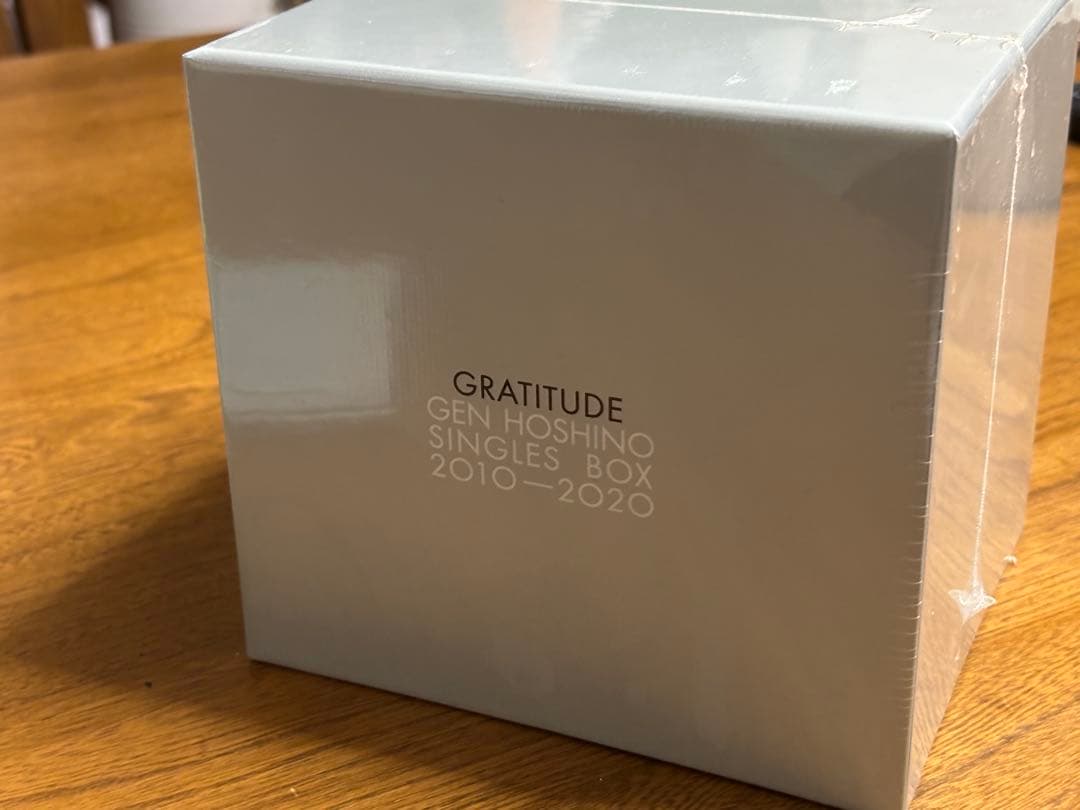 GRATITUDE
GEN HOSHINO
SINGLES BOX
2010—2020